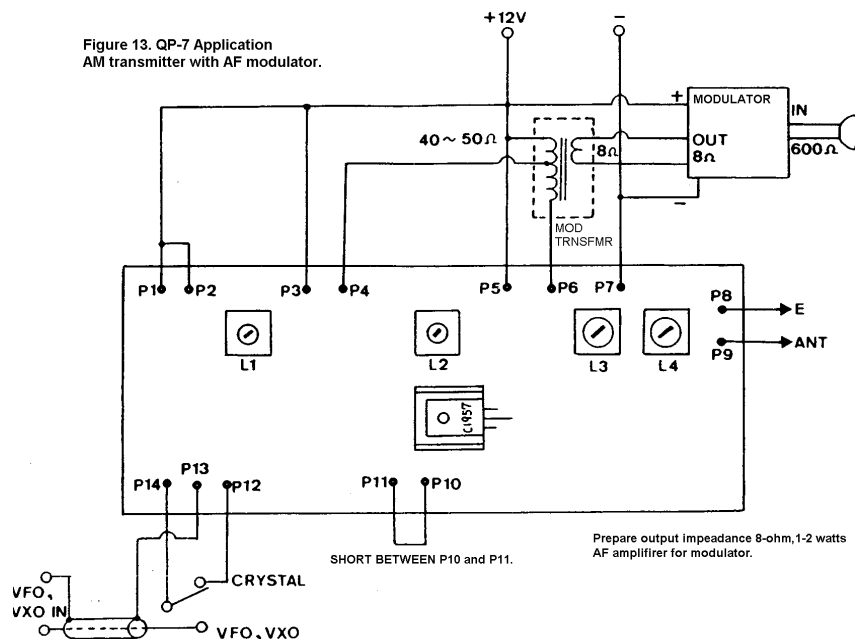 Figure 13. QP-7 Application
AM transmitter with AF modulator.
+12V
−
+
MODULATOR
IN
40~50Ω
8Ω
OUT
8Ω
600Ω
−
MOD
TRNSFMR
P1
P2
P3
P4
P5
P6
P7
P8
E
P9
ANT
L1
L2
L3
L4
C1957
P14
P13
P12
P11
P10
SHORT BETWEEN P10 and P11.
Prepare output impeadance 8-ohm,1-2 watts
AF amplifirer for modulator.
CRYSTAL
VFO,
VXO IN
VFO,VXO